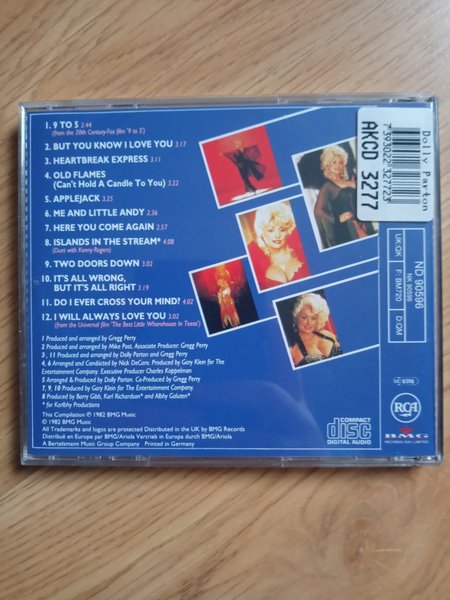 1. 9 TO 5 2.44
(from the 20th Century-Fox film '9 to 5')
2. BUT YOU KNOW I LOVE YOU 3.17
3. HEARTBREAK EXPRESS 3.11
4. OLD FLAMES
(Can't Hold A Candle To You) 3.22
5. APPLEJACK 3.25
6. ME AND LITTLE ANDY 2.36
7. HERE YOU COME AGAIN 2.57
8. ISLANDS IN THE STREAM* 4.08
(Duet with Kenny Rogers)
9. TWO DOORS DOWN 3.02
10. IT'S ALL WRONG,
BUT IT'S ALL RIGHT 3.19
11. DO I EVER CROSS YOUR MIND? 4.02
12. I WILL ALWAYS LOVE YOU 3.02
(from the Universal film 'The Best Little Whorehouse In Texas')
1 Produced and arranged by Gregg Perry
2 Produced and arranged by Mike Post, Associate Producer: Gregg Perry
3, 11 Produced and arranged by Dolly Parton and Gregg Perry
4, 6 Arranged and Conducted by Nick DeCaro. Produced by Gary Klein for The
Entertainment Company. Executive Producer Charles Koppelman
5 Arranged & Produced by Dolly Parton. Co-Produced by Gregg Perry
7, 9, 10 Produced by Gary Klein for The Entertainment Company.
8 Produced by Barry Gibb, Karl Richardson* and Albhy Galuten*
* for Karlbhy Productions
This Compilation ℗ 1982 BMG Music
© 1982 BMG Music
All Trademarks and logos are protected Distributed in the UK by BMG Records
Distribué en Europe par BMG/Ariola Vertrieb in Europa durch BMG/Ariola
A Bertelsmann Music Group Company Printed in Germany
COMPACT
disc
DIGITAL AUDIO
Dolly Parton
7393022327723
AKCD 3277
ND 90596
NK 90596
UK:OK F: BM720 D:OM
LC 0316
RCA
BMG
RECORDS (UK) LIMITED